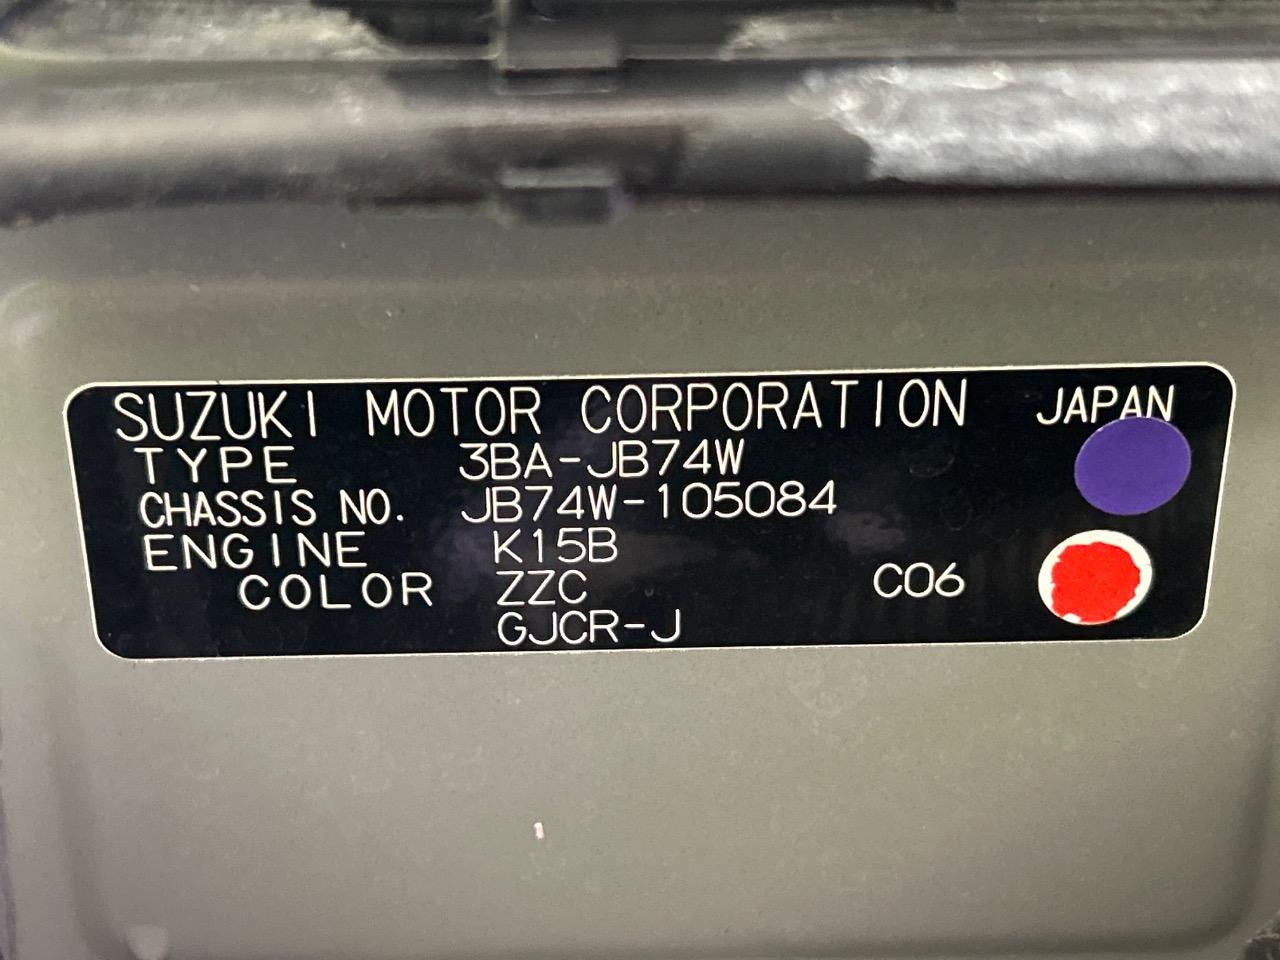 SUZUKI MOTOR CORPORATION JAPAN
TYPE 3BA-JB74W
CHASSIS NO. JB74W-105084
ENGINE K15B
COLOR ZZC C06
GJCR-J